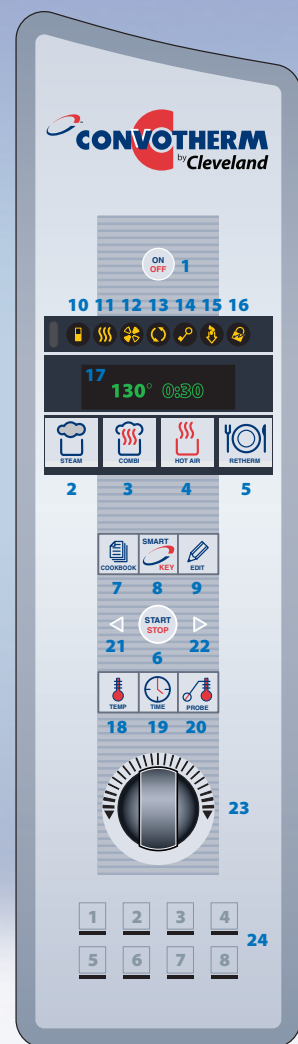 CONVOTHERM
by Cleveland
ON
OFF
1
10 11 12 13 14 15 16
17
130° 0:30
STEAM COMBI HOT AIR RETHERM
2 3 4 5
COOKBOOK SMART KEY EDIT
7 8 9
START
STOP
21 22
6
TEMP TIME PROBE
18 19 20
23
1 2 3 4
24
5 6 7 8